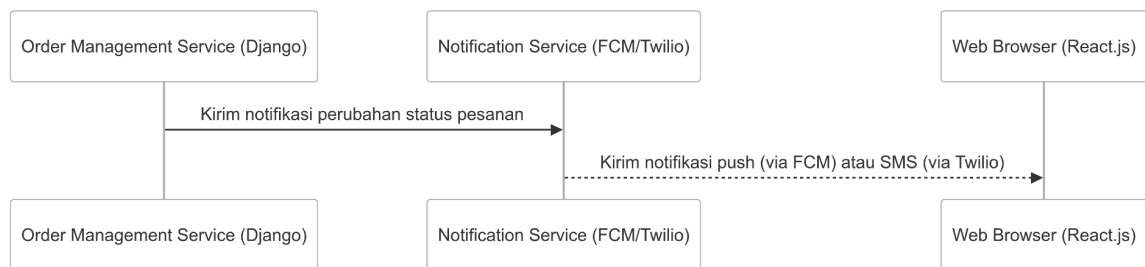 Order Management Service (Django)
Notification Service (FCM/Twilio)
Web Browser (React.js)
Kirim notifikasi perubahan status pesanan
Kirim notifikasi push (via FCM) atau SMS (via Twilio)
Order Management Service (Django)
Notification Service (FCM/Twilio)
Web Browser (React.js)